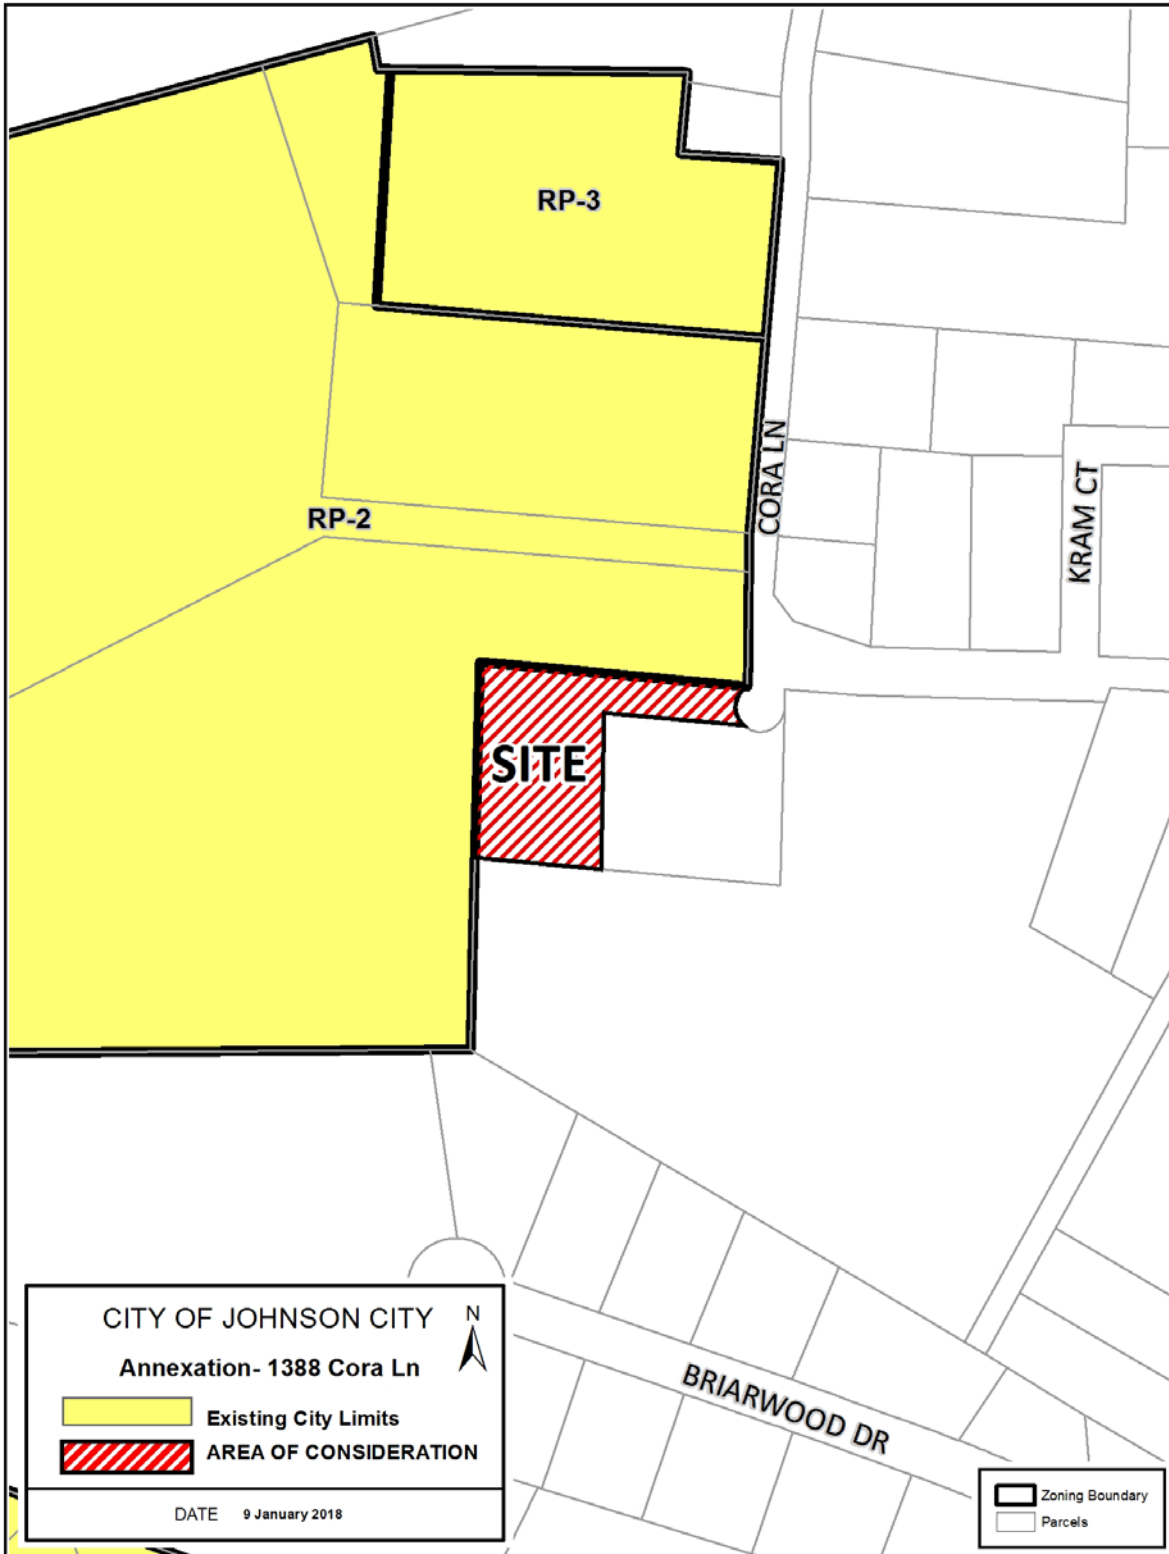 RP-3
CORA LN
KRAM CT
RP-2
SITE
BRIARWOOD DR
CITY OF JOHNSON CITY
N
Annexation- 1388 Cora Ln
Existing City Limits
AREA OF CONSIDERATION
DATE 9 January 2018
Zoning Boundary
Parcels